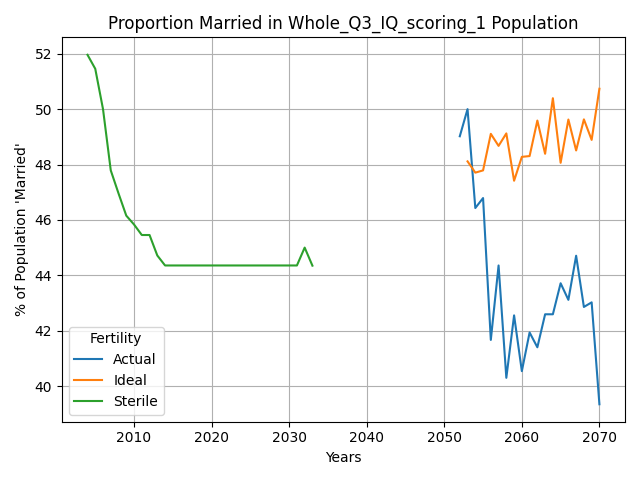 Proportion Married in Whole_Q3_IQ_scoring_1 Population
% of Population 'Married'
52
50
48
46
44
42
40
Fertility
Actual
Ideal
Sterile
2010 2020 2030 2040 2050 2060 2070
Years